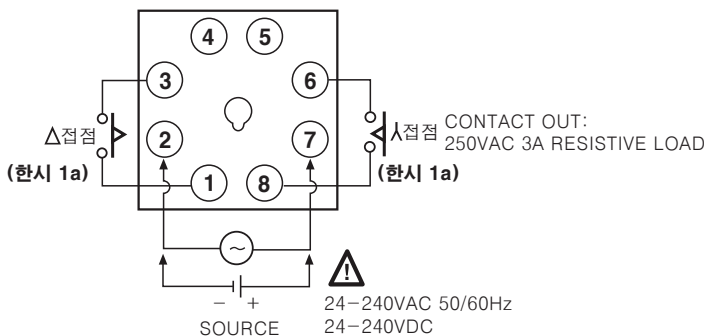 4 5
3 6
△접점
2 7
人접점 CONTACT OUT:
250VAC 3A RESISTIVE LOAD
(한시 1a)
1 8
(한시 1a)
~
!
− +
SOURCE
24−240VAC 50/60Hz
24−240VDC